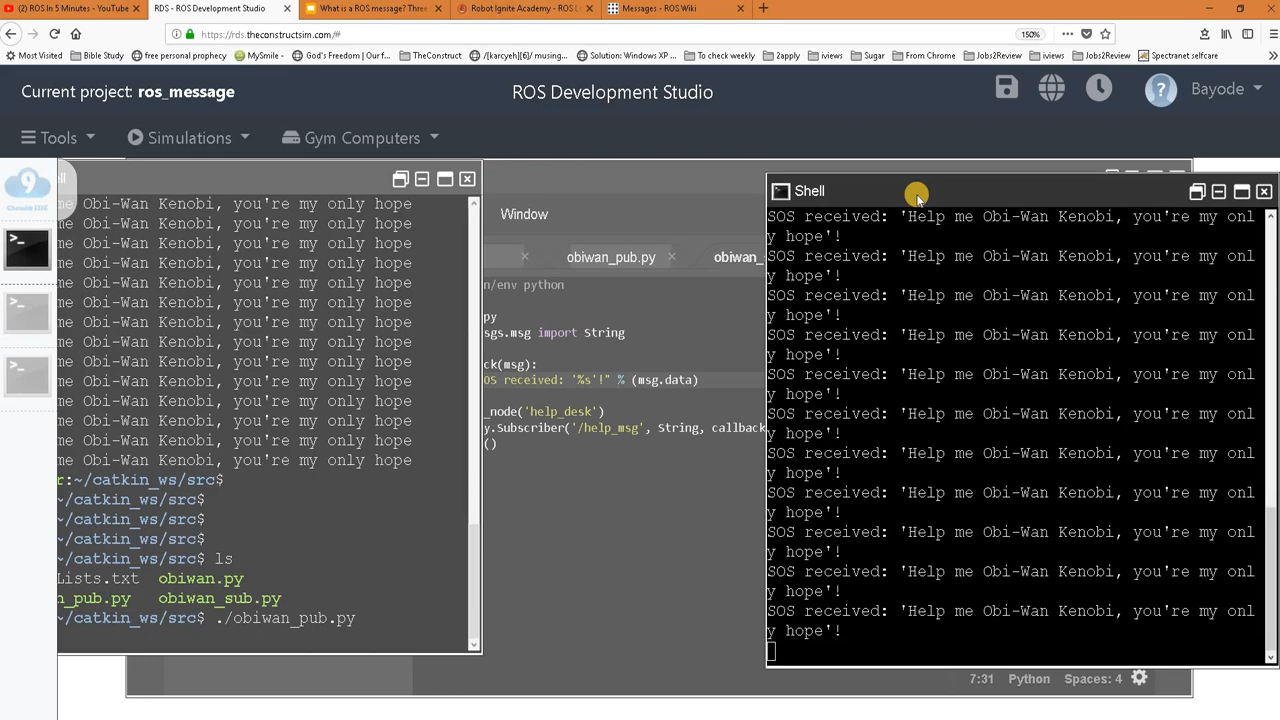 (2) ROS In 5 Minutes - YouTube
RDS - ROS Development Studio
What is a ROS message? Three
Robot Ignite Academy - ROS L
Messages - ROS Wiki
https://rds.theconstructsim.com/#
150%
Most Visited
Bible Study
free personal prophecy
MySmile -
God's Freedom | Our f...
TheConstruct
/[karcyeh[6]/ musing...
Solution: Windows XP ...
To check weekly
2apply
iviews
Sugar
From Chrome
Jobs2Review
iviews
Jobs2Review
Spectranet selfcare
Current project: ros_message
ROS Development Studio
Bayode
Tools
Simulations
Gym Computers
ll
me Obi-Wan Kenobi, you're my only hope
me Obi-Wan Kenobi, you're my only hope
me Obi-Wan Kenobi, you're my only hope
me Obi-Wan Kenobi, you're my only hope
me Obi-Wan Kenobi, you're my only hope
me Obi-Wan Kenobi, you're my only hope
me Obi-Wan Kenobi, you're my only hope
me Obi-Wan Kenobi, you're my only hope
me Obi-Wan Kenobi, you're my only hope
me Obi-Wan Kenobi, you're my only hope
me Obi-Wan Kenobi, you're my only hope
me Obi-Wan Kenobi, you're my only hope
me Obi-Wan Kenobi, you're my only hope
me Obi-Wan Kenobi, you're my only hope
r:~/catkin_ws/src$
~/catkin_ws/src$
~/catkin_ws/src$
~/catkin_ws/src$
~/catkin_ws/src$ ls
Lists.txt obiwan.py
n_pub.py obiwan_sub.py
~/catkin_ws/src$ ./obiwan_pub.py
Window
obiwan_pub.py
obiwan_
n/env python
py
sgs.msg import String
ck(msg):
OS received: '%s'!" % (msg.data)
_node('help_desk')
y.Subscriber('/help_msg', String, callback
()
Shell
SOS received: 'Help me Obi-Wan Kenobi, you're my onl
y hope'!
SOS received: 'Help me Obi-Wan Kenobi, you're my onl
y hope'!
SOS received: 'Help me Obi-Wan Kenobi, you're my onl
y hope'!
SOS received: 'Help me Obi-Wan Kenobi, you're my onl
y hope'!
SOS received: 'Help me Obi-Wan Kenobi, you're my onl
y hope'!
SOS received: 'Help me Obi-Wan Kenobi, you're my onl
y hope'!
SOS received: 'Help me Obi-Wan Kenobi, you're my onl
y hope'!
SOS received: 'Help me Obi-Wan Kenobi, you're my onl
y hope'!
SOS received: 'Help me Obi-Wan Kenobi, you're my onl
y hope'!
SOS received: 'Help me Obi-Wan Kenobi, you're my onl
y hope'!
SOS received: 'Help me Obi-Wan Kenobi, you're my onl
y hope'!
7:31 Python Spaces: 4